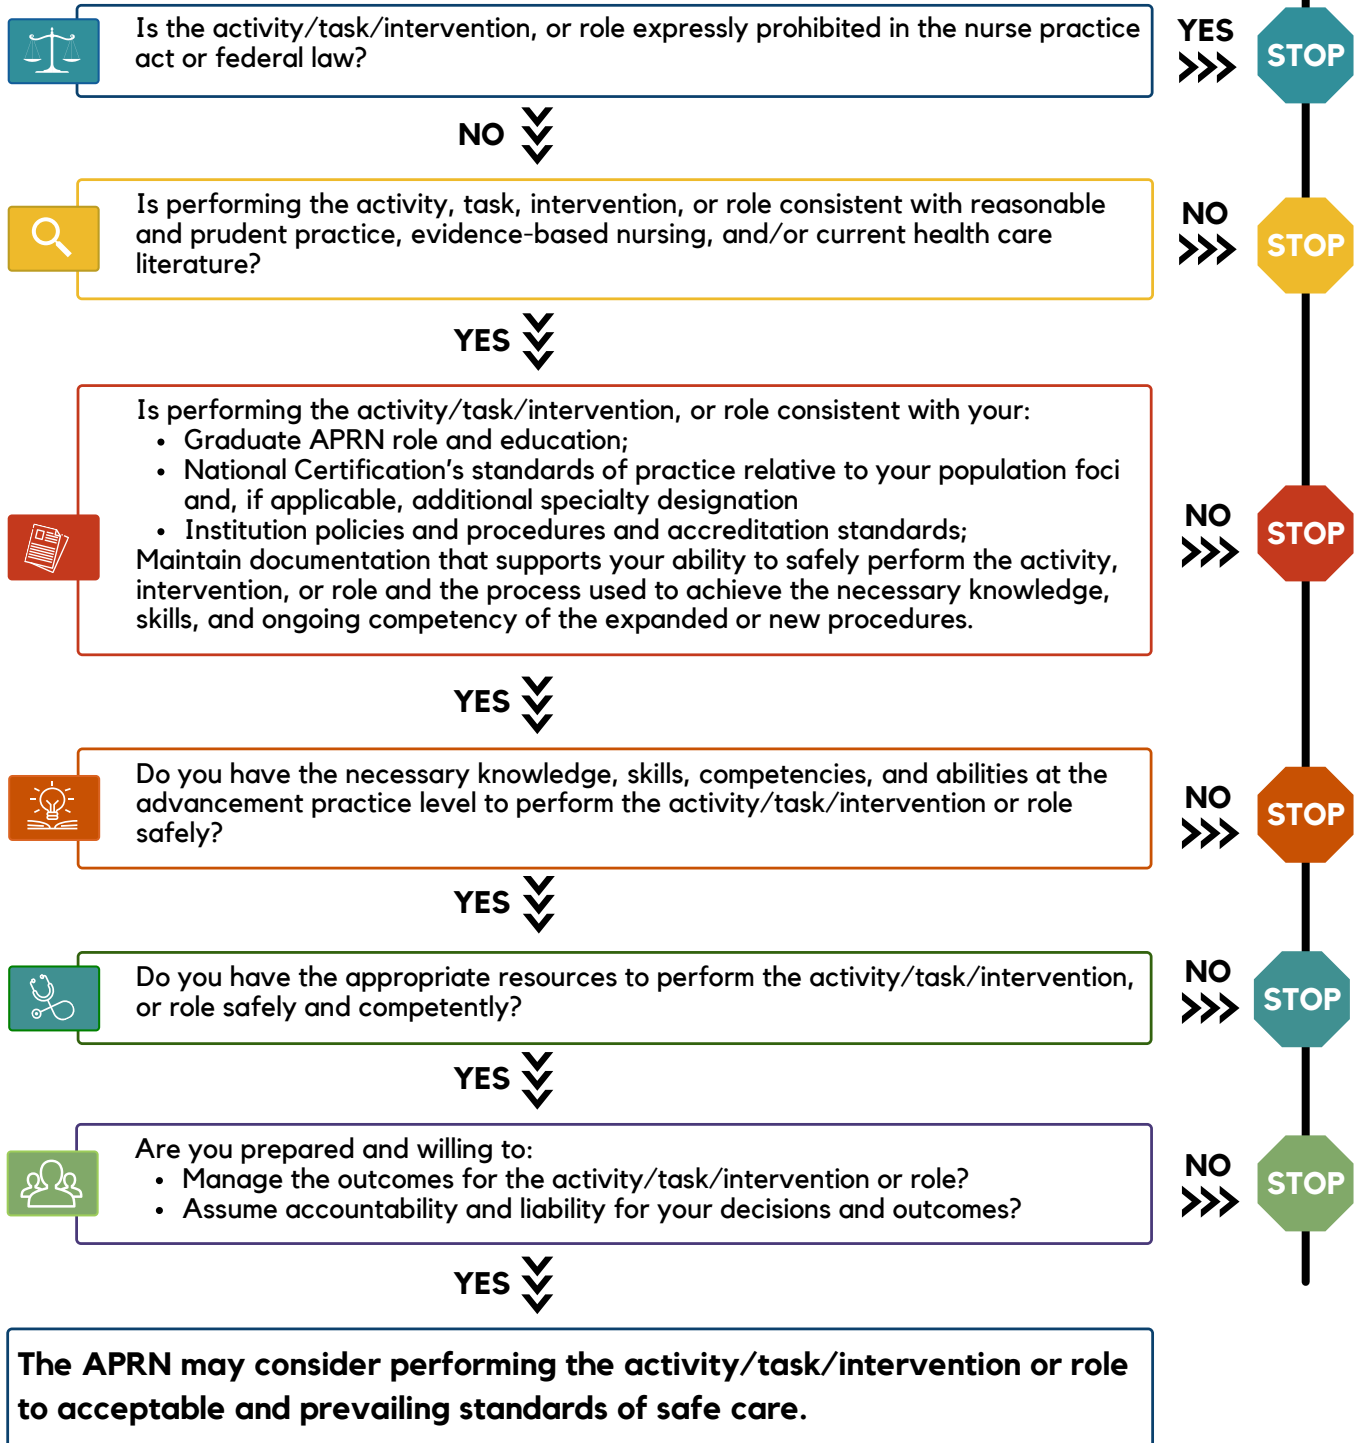 Is the activity/task/intervention, or role expressly prohibited in the nurse practice
act or federal law?
YES
STOP
NO
Is performing the activity, task, intervention, or role consistent with reasonable
and prudent practice, evidence-based nursing, and/or current health care
literature?
NO
STOP
YES
Is performing the activity/task/intervention, or role consistent with your:
• Graduate APRN role and education;
• National Certification's standards of practice relative to your population foci
and, if applicable, additional specialty designation
• Institution policies and procedures and accreditation standards;
Maintain documentation that supports your ability to safely perform the activity,
intervention, or role and the process used to achieve the necessary knowledge,
skills, and ongoing competency of the expanded or new procedures.
NO
STOP
YES
Do you have the necessary knowledge, skills, competencies, and abilities at the
advancement practice level to perform the activity/task/intervention or role
safely?
NO
STOP
YES
Do you have the appropriate resources to perform the activity/task/intervention,
or role safely and competently?
NO
STOP
YES
Are you prepared and willing to:
• Manage the outcomes for the activity/task/intervention or role?
• Assume accountability and liability for your decisions and outcomes?
NO
STOP
YES
The APRN may consider performing the activity/task/intervention or role
to acceptable and prevailing standards of safe care.